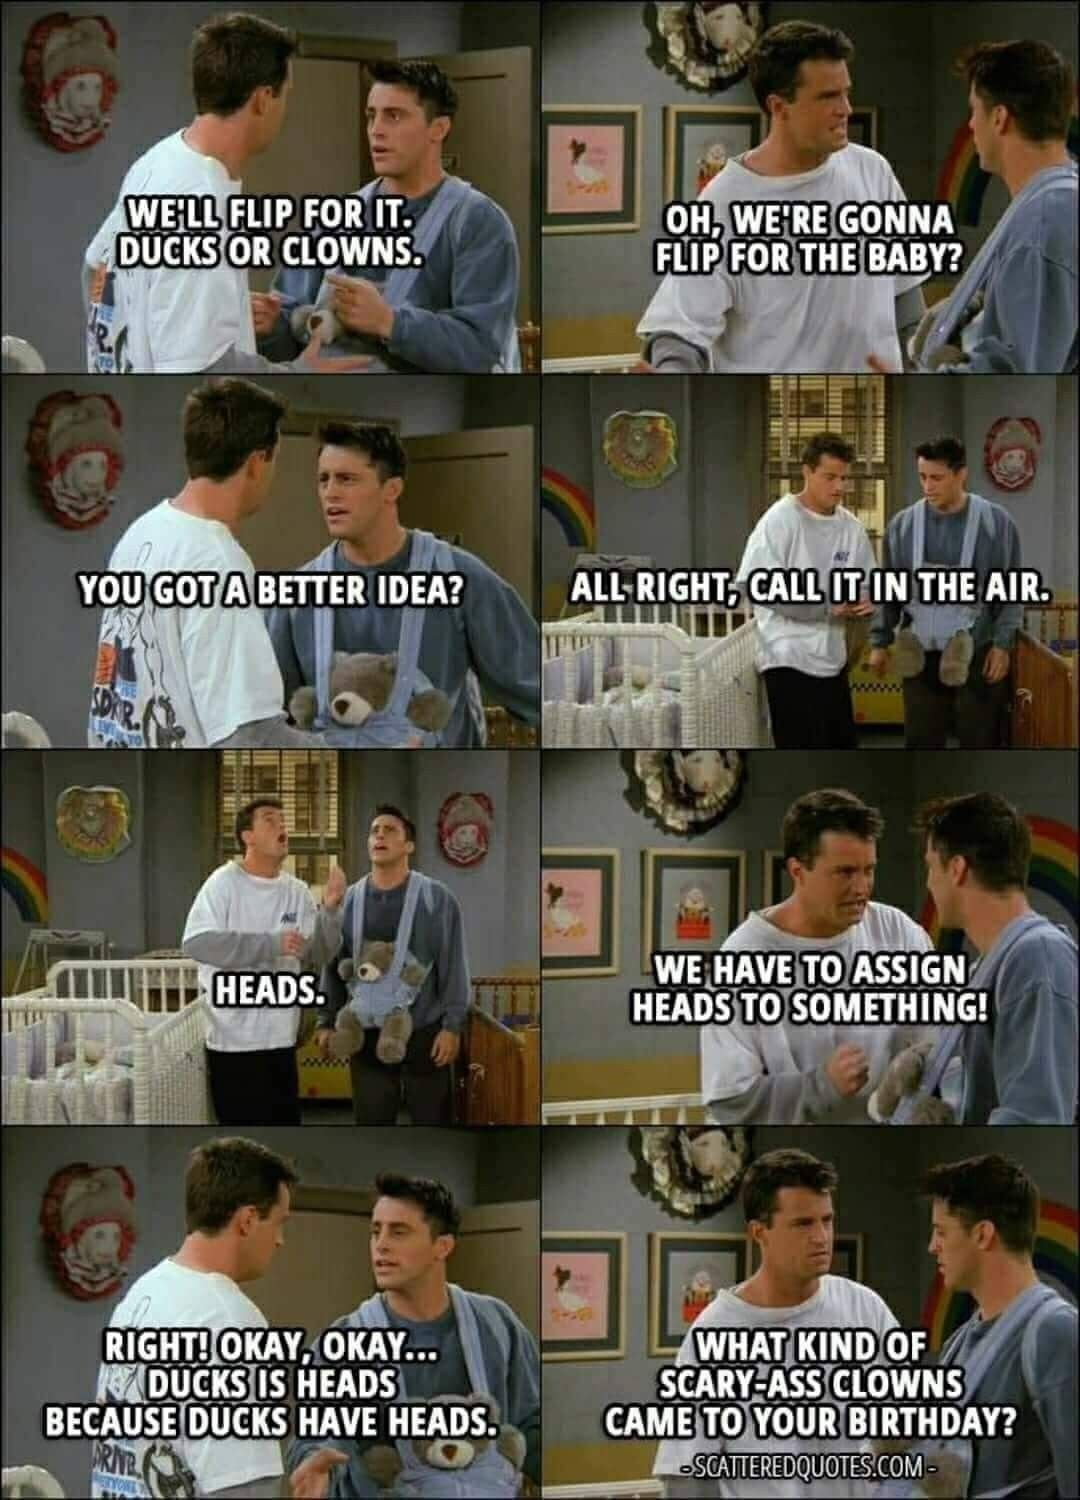 WE'LL FLIP FOR IT.
DUCKS OR CLOWNS.
OH, WE'RE GONNA
FLIP FOR THE BABY?
YOU GOT A BETTER IDEA?
ALL RIGHT, CALL IT IN THE AIR.
HEADS.
WE HAVE TO ASSIGN
HEADS TO SOMETHING!
RIGHT! OKAY, OKAY...
DUCKS IS HEADS
BECAUSE DUCKS HAVE HEADS.
WHAT KIND OF
SCARY-ASS CLOWNS
CAME TO YOUR BIRTHDAY?
- SCATTEREDQUOTES.COM -